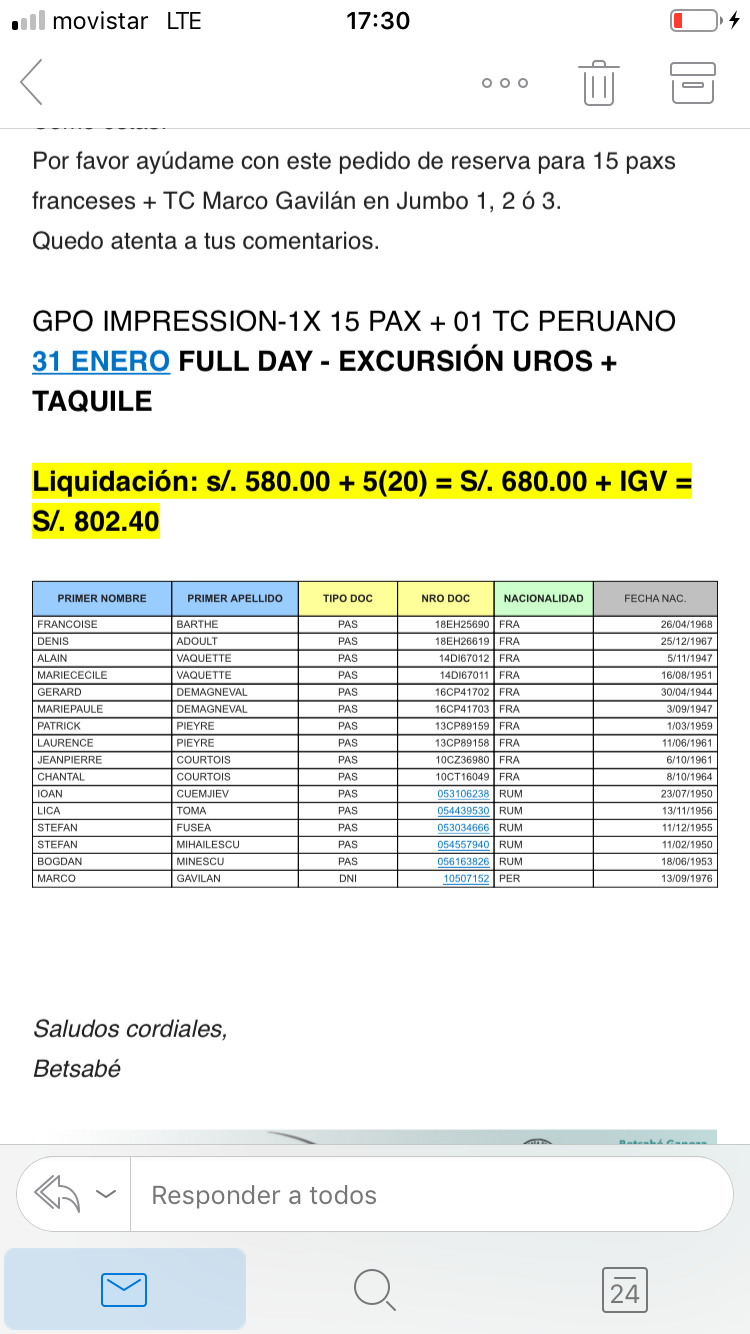 movistar LTE 17:30
Por favor ayúdame con este pedido de reserva para 15 paxs
franceses + TC Marco Gavilán en Jumbo 1, 2 ó 3.
Quedo atenta a tus comentarios.
GPO IMPRESSION-1X 15 PAX + 01 TC PERUANO
31 ENERO FULL DAY - EXCURSIÓN UROS +
TAQUILE
Liquidación: s/. 580.00 + 5(20) = S/. 680.00 + IGV =
S/. 802.40
PRIMER NOMBRE PRIMER APELLIDO TIPO DOC NRO DOC NACIONALIDAD FECHA NAC.
FRANCOISE BARTHE PAS 18EH25690 FRA 26/04/1968
DENIS ADOULT PAS 18EH26619 FRA 25/12/1967
ALAIN VAQUETTE PAS 14DI67012 FRA 5/11/1947
MARIECECILE VAQUETTE PAS 14DI67011 FRA 16/08/1951
GERARD DEMAGNEVAL PAS 16CP41702 FRA 30/04/1944
MARIEPAULE DEMAGNEVAL PAS 16CP41703 FRA 3/09/1947
PATRICK PIEYRE PAS 13CP89159 FRA 1/03/1959
LAURENCE PIEYRE PAS 13CP89158 FRA 11/06/1961
JEANPIERRE COURTOIS PAS 10CZ36980 FRA 6/10/1961
CHANTAL COURTOIS PAS 10CT16049 FRA 8/10/1964
IOAN CUEMJIEV PAS 053106238 RUM 23/07/1950
LICA TOMA PAS 054439530 RUM 13/11/1956
STEFAN FUSEA PAS 053034666 RUM 11/12/1955
STEFAN MIHAILESCU PAS 054557940 RUM 11/02/1950
BOGDAN MINESCU PAS 056163826 RUM 18/06/1953
MARCO GAVILAN DNI 10507152 PER 13/09/1976
Saludos cordiales,
Betsabé
Responder a todos
24